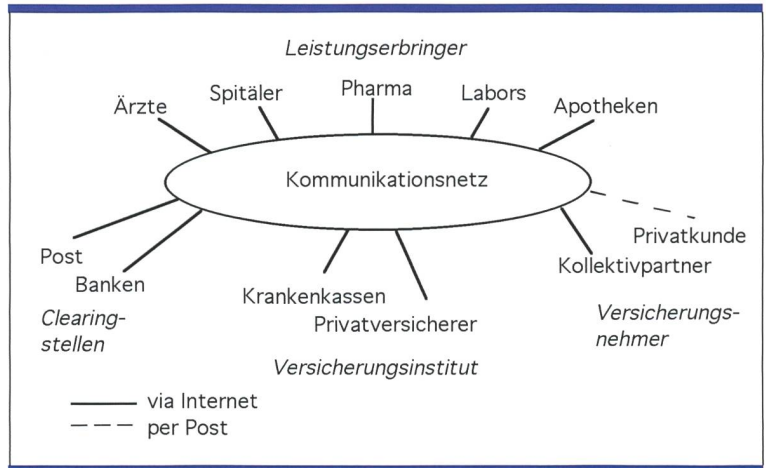 Leistungserbringer
Ärzte
Spitäler
Pharma
Labors
Apotheken
Kommunikationsnetz
Post
Banken
Clearing-
stellen
Krankenkassen
Privatversicherer
Versicherungsinstitut
Privatkunde
Kollektivpartner
Versicherungs-
nehmer
via Internet
per Post